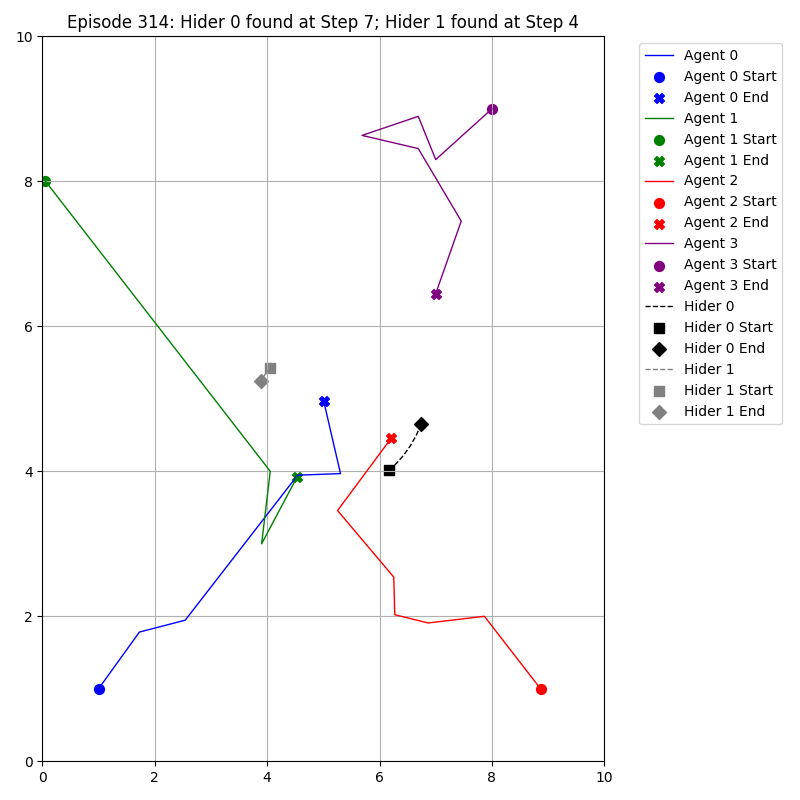 Episode 314: Hider 0 found at Step 7; Hider 1 found at Step 4
10
8
6
4
2
0
0 2 4 6 8 10
Agent 0
Agent 0 Start
Agent 0 End
Agent 1
Agent 1 Start
Agent 1 End
Agent 2
Agent 2 Start
Agent 2 End
Agent 3
Agent 3 Start
Agent 3 End
Hider 0
Hider 0 Start
Hider 0 End
Hider 1
Hider 1 Start
Hider 1 End